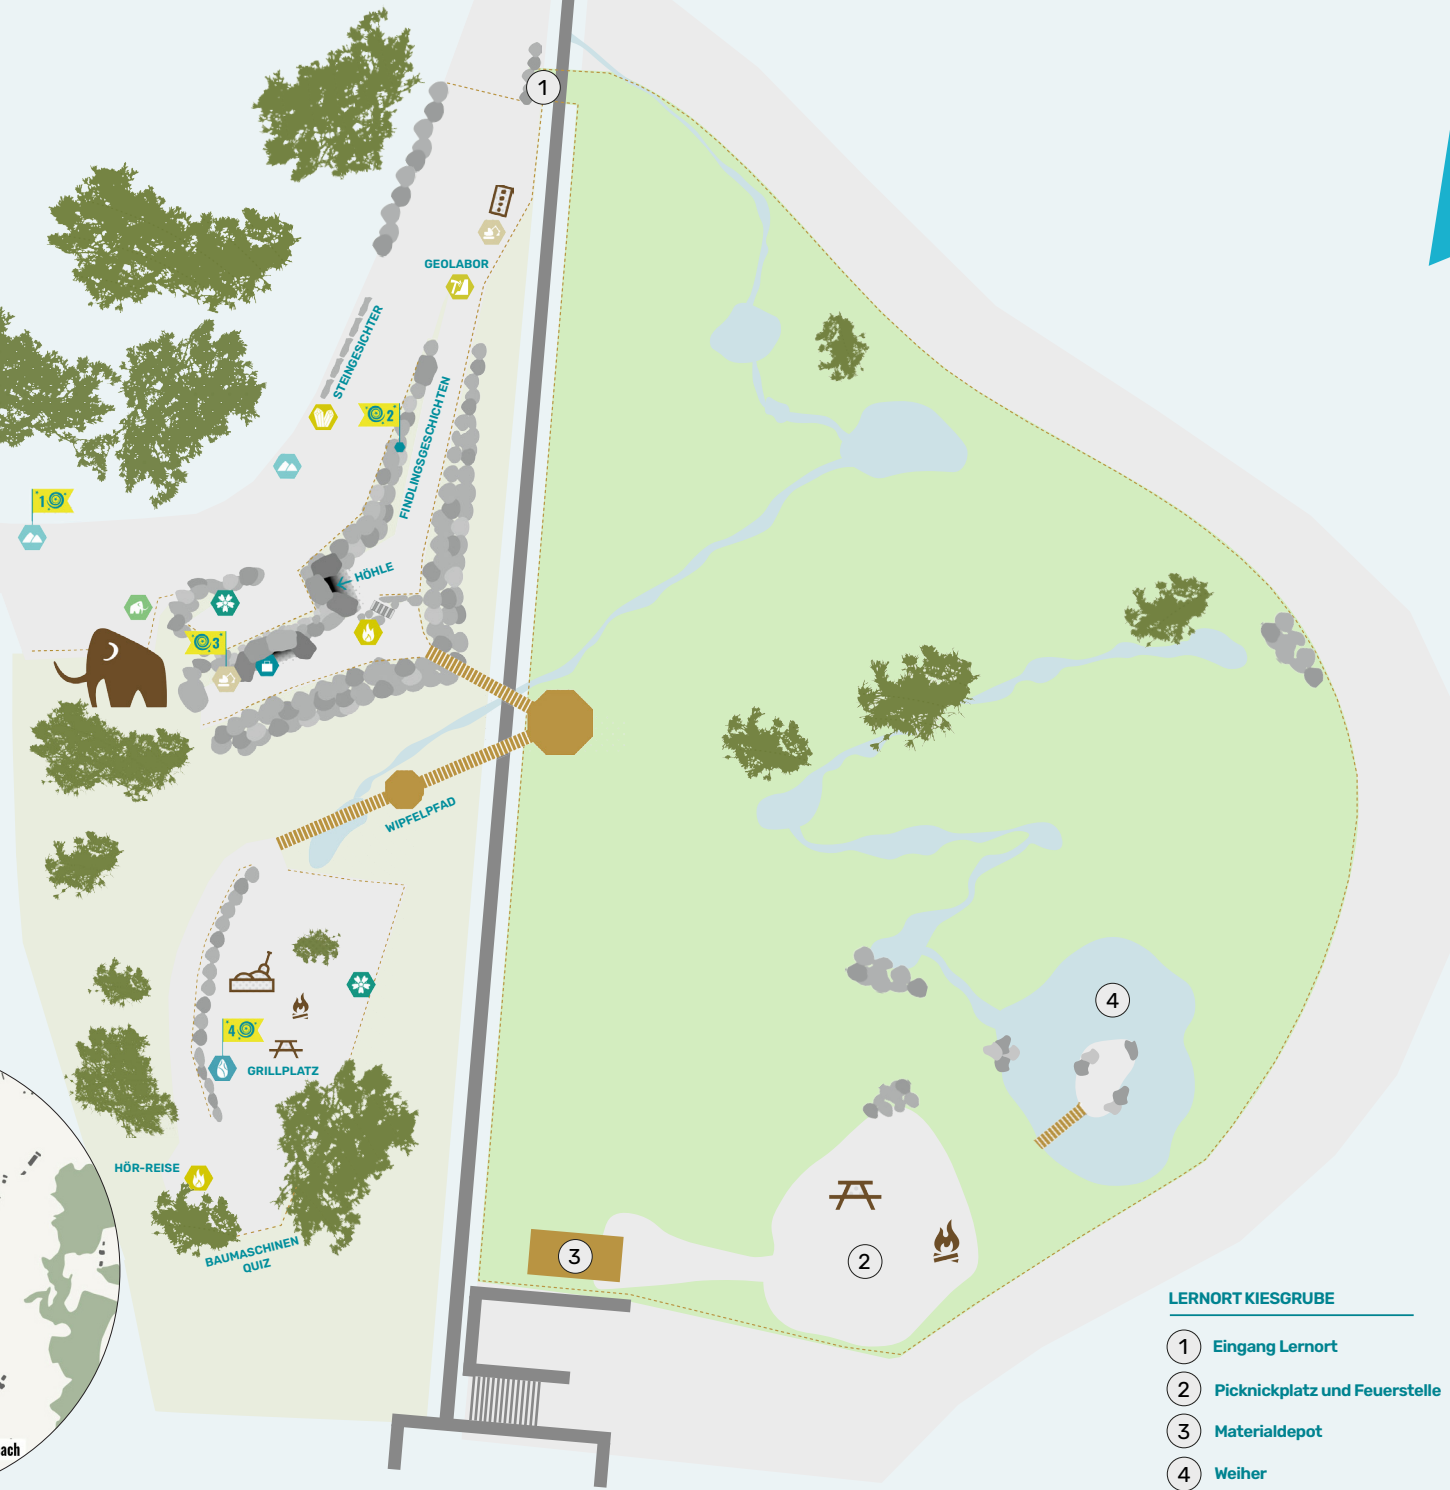 1
GEOLABOR
STEINGESICHTER
2
FINDLINGSGESCHICHTEN
1
HÖHLE
3
WIPFELPFAD
4
4
GRILLPLATZ
HÖR-REISE
BAUMASCHINEN
QUIZ
3
2
ach
LERNORT KIESGRUBE
1 Eingang Lernort
2 Picknickplatz und Feuerstelle
3 Materialdepot
4 Weiher